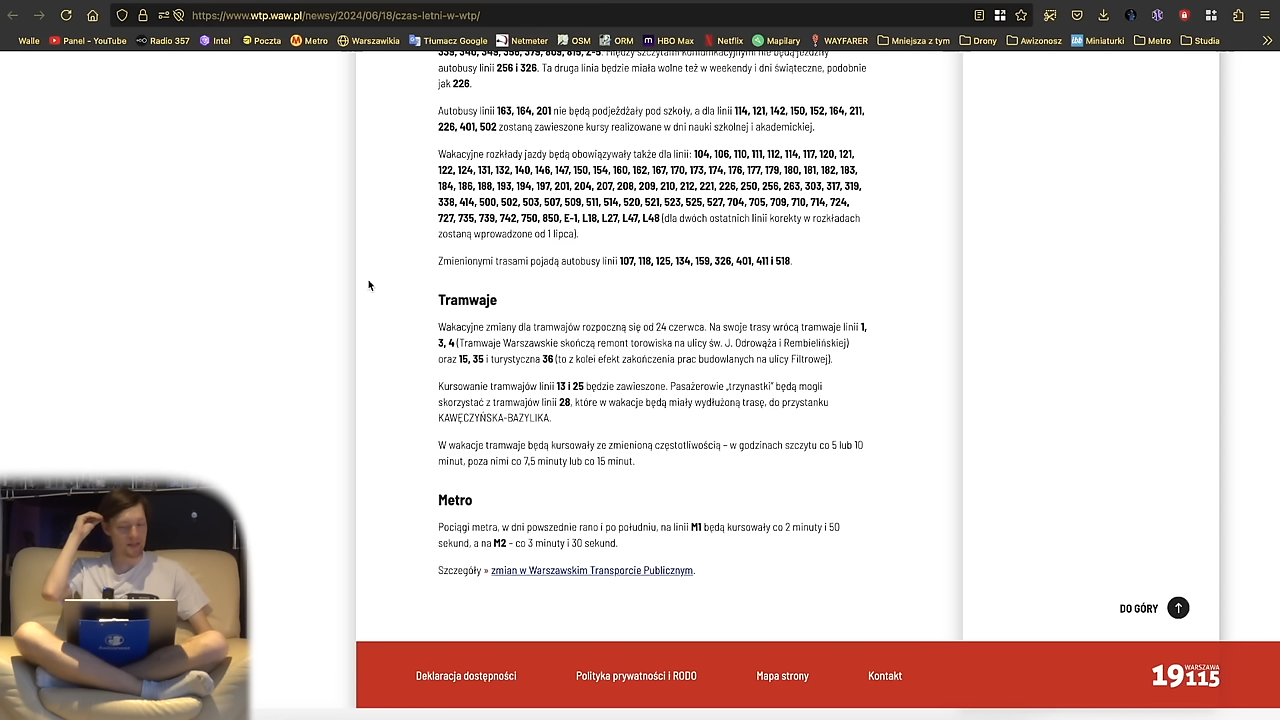 https://www.wtp.waw.pl/newsy/2024/06/18/czas-letni-w-wtp/
Walle Panel - YouTube Radio 357 Intel Poczta Metro Warszawikia Tłumacz Google Netmeter OSM ORM HBO Max Netflix Mapilary WAYFARER Mniejsza z tym Drony Awizonosz Miniaturki Metro Studia
autobusy linii 256 i 326. Ta druga linia będzie miała wolne też w weekendy i dni świąteczne, podobnie
jak 226.
Autobusy linii 163, 164, 201 nie będą podjeżdżały pod szkoły, a dla linii 114, 121, 142, 150, 152, 164, 211,
226, 401, 502 zostaną zawieszone kursy realizowane w dni nauki szkolnej i akademickiej.
Wakacyjne rozkłady jazdy będą obowiązywały także dla linii: 104, 106, 110, 111, 112, 114, 117, 120, 121,
122, 124, 131, 132, 140, 146, 147, 150, 154, 160, 162, 167, 170, 173, 174, 176, 177, 179, 180, 181, 182, 183,
184, 186, 188, 193, 194, 197, 201, 204, 207, 208, 209, 210, 212, 221, 226, 250, 256, 263, 303, 317, 319,
338, 414, 500, 502, 503, 507, 509, 511, 514, 520, 521, 523, 525, 527, 704, 705, 709, 710, 714, 724,
727, 735, 739, 742, 750, 850, E-1, L18, L27, L47, L48 (dla dwóch ostatnich linii korekty w rozkładach
zostaną wprowadzone od 1 lipca).
Zmienionymi trasami pojadą autobusy linii 107, 118, 125, 134, 159, 326, 401, 411 i 518.
Tramwaje
Wakacyjne zmiany dla tramwajów rozpoczną się od 24 czerwca. Na swoje trasy wrócą tramwaje linii 1,
3, 4 (Tramwaje Warszawskie skończą remont torowiska na ulicy św. J. Odrowąża i Rembielińskiej)
oraz 15, 35 i turystyczna 36 (to z kolei efekt zakończenia prac budowlanych na ulicy Filtrowej).
Kursowanie tramwajów linii 13 i 25 będzie zawieszone. Pasażerowie „trzynastki” będą mogli
skorzystać z tramwajów linii 28, które w wakacje będą miały wydłużoną trasę, do przystanku
KAWĘCZYŃSKA-BAZYLIKA.
W wakacje tramwaje będą kursowały ze zmienioną częstotliwością – w godzinach szczytu co 5 lub 10
minut, poza nimi co 7,5 minuty lub co 15 minut.
Metro
Pociągi metra, w dni powszednie rano i po południu, na linii M1 będą kursowały co 2 minuty i 50
sekund, a na M2 – co 3 minuty i 30 sekund.
Szczegóły » zmian w Warszawskim Transporcie Publicznym.
DO GÓRY
Deklaracja dostępności Polityka prywatności i RODO Mapa strony Kontakt
WARSZAWA
19115